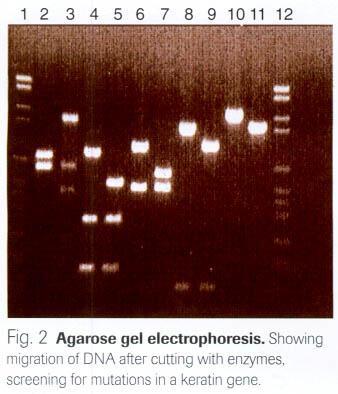 1 2 3 4 5 6 7 8 9 10 11 12
Fig. 2 Agarose gel electrophoresis. Showing
migration of DNA after cutting with enzymes,
screening for mutations in a keratin gene.